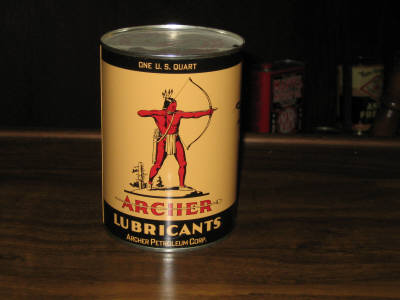 ONE U. S. QUART
ARCHER
LUBRICANTS
ARCHER PETROLEUM CORP.